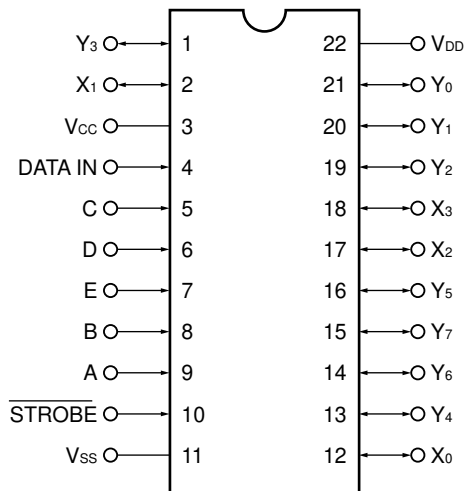 Y3 1 22 VDD
X1 2 21 Y0
VCC 3 20 Y1
DATA IN 4 19 Y2
C 5 18 X3
D 6 17 X2
E 7 16 Y5
B 8 15 Y7
A 9 14 Y6
STROBE 10 13 Y4
VSS 11 12 X0